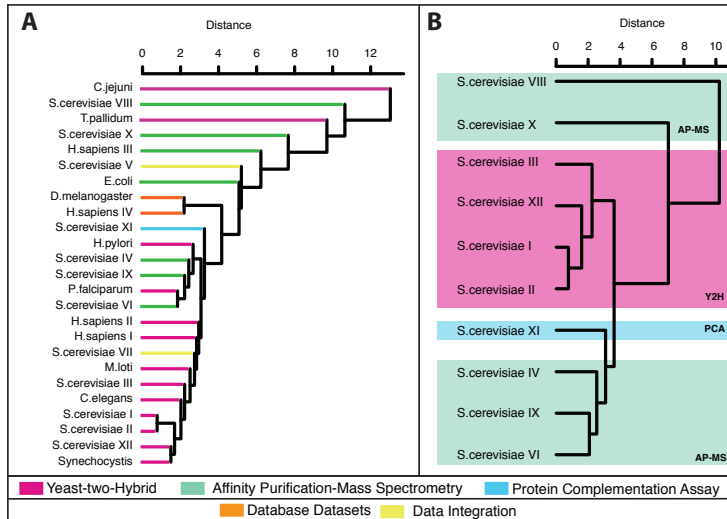 A
Distance
0 2 4 6 8 10 12
C.jejuni
S.cerevisiae VIII
T.pallidum
S.cerevisiae X
H.sapiens III
S.cerevisiae V
E.coli
D.melanogaster
H.sapiens IV
S.cerevisiae XI
H.pylori
S.cerevisiae IV
S.cerevisiae IX
P.falciparum
S.cerevisiae VI
H.sapiens II
H.sapiens I
S.cerevisiae VII
M.loti
S.cerevisiae III
C.elegans
S.cerevisiae I
S.cerevisiae II
S.cerevisiae XII
Synechocystis
B
Distance
0 2 4 6 8 10
S.cerevisiae VIII
S.cerevisiae X
AP-MS
S.cerevisiae III
S.cerevisiae XII
S.cerevisiae I
S.cerevisiae II
Y2H
S.cerevisiae XI
PCA
S.cerevisiae IV
S.cerevisiae IX
S.cerevisiae VI
AP-MS
Yeast-two-Hybrid Affinity Purification-Mass Spectrometry Protein Complementation Assay
Database Datasets Data Integration